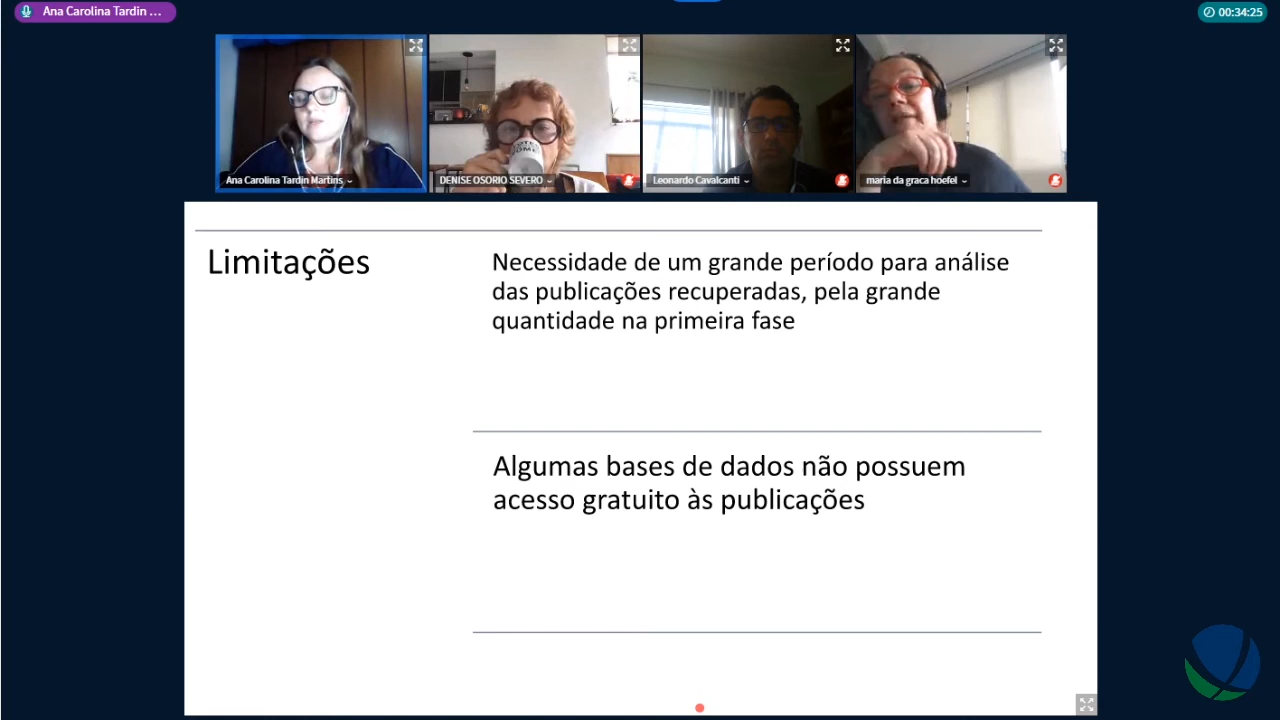 Ana Carolina Tardin ...
00:34:25
Ana Carolina Tardin Martins
DENISE OSORIO SEVERO
Leonardo Cavalcanti
maria da graca hoefel
Limitações
Necessidade de um grande período para análise
das publicações recuperadas, pela grande
quantidade na primeira fase
Algumas bases de dados não possuem
acesso gratuito às publicações